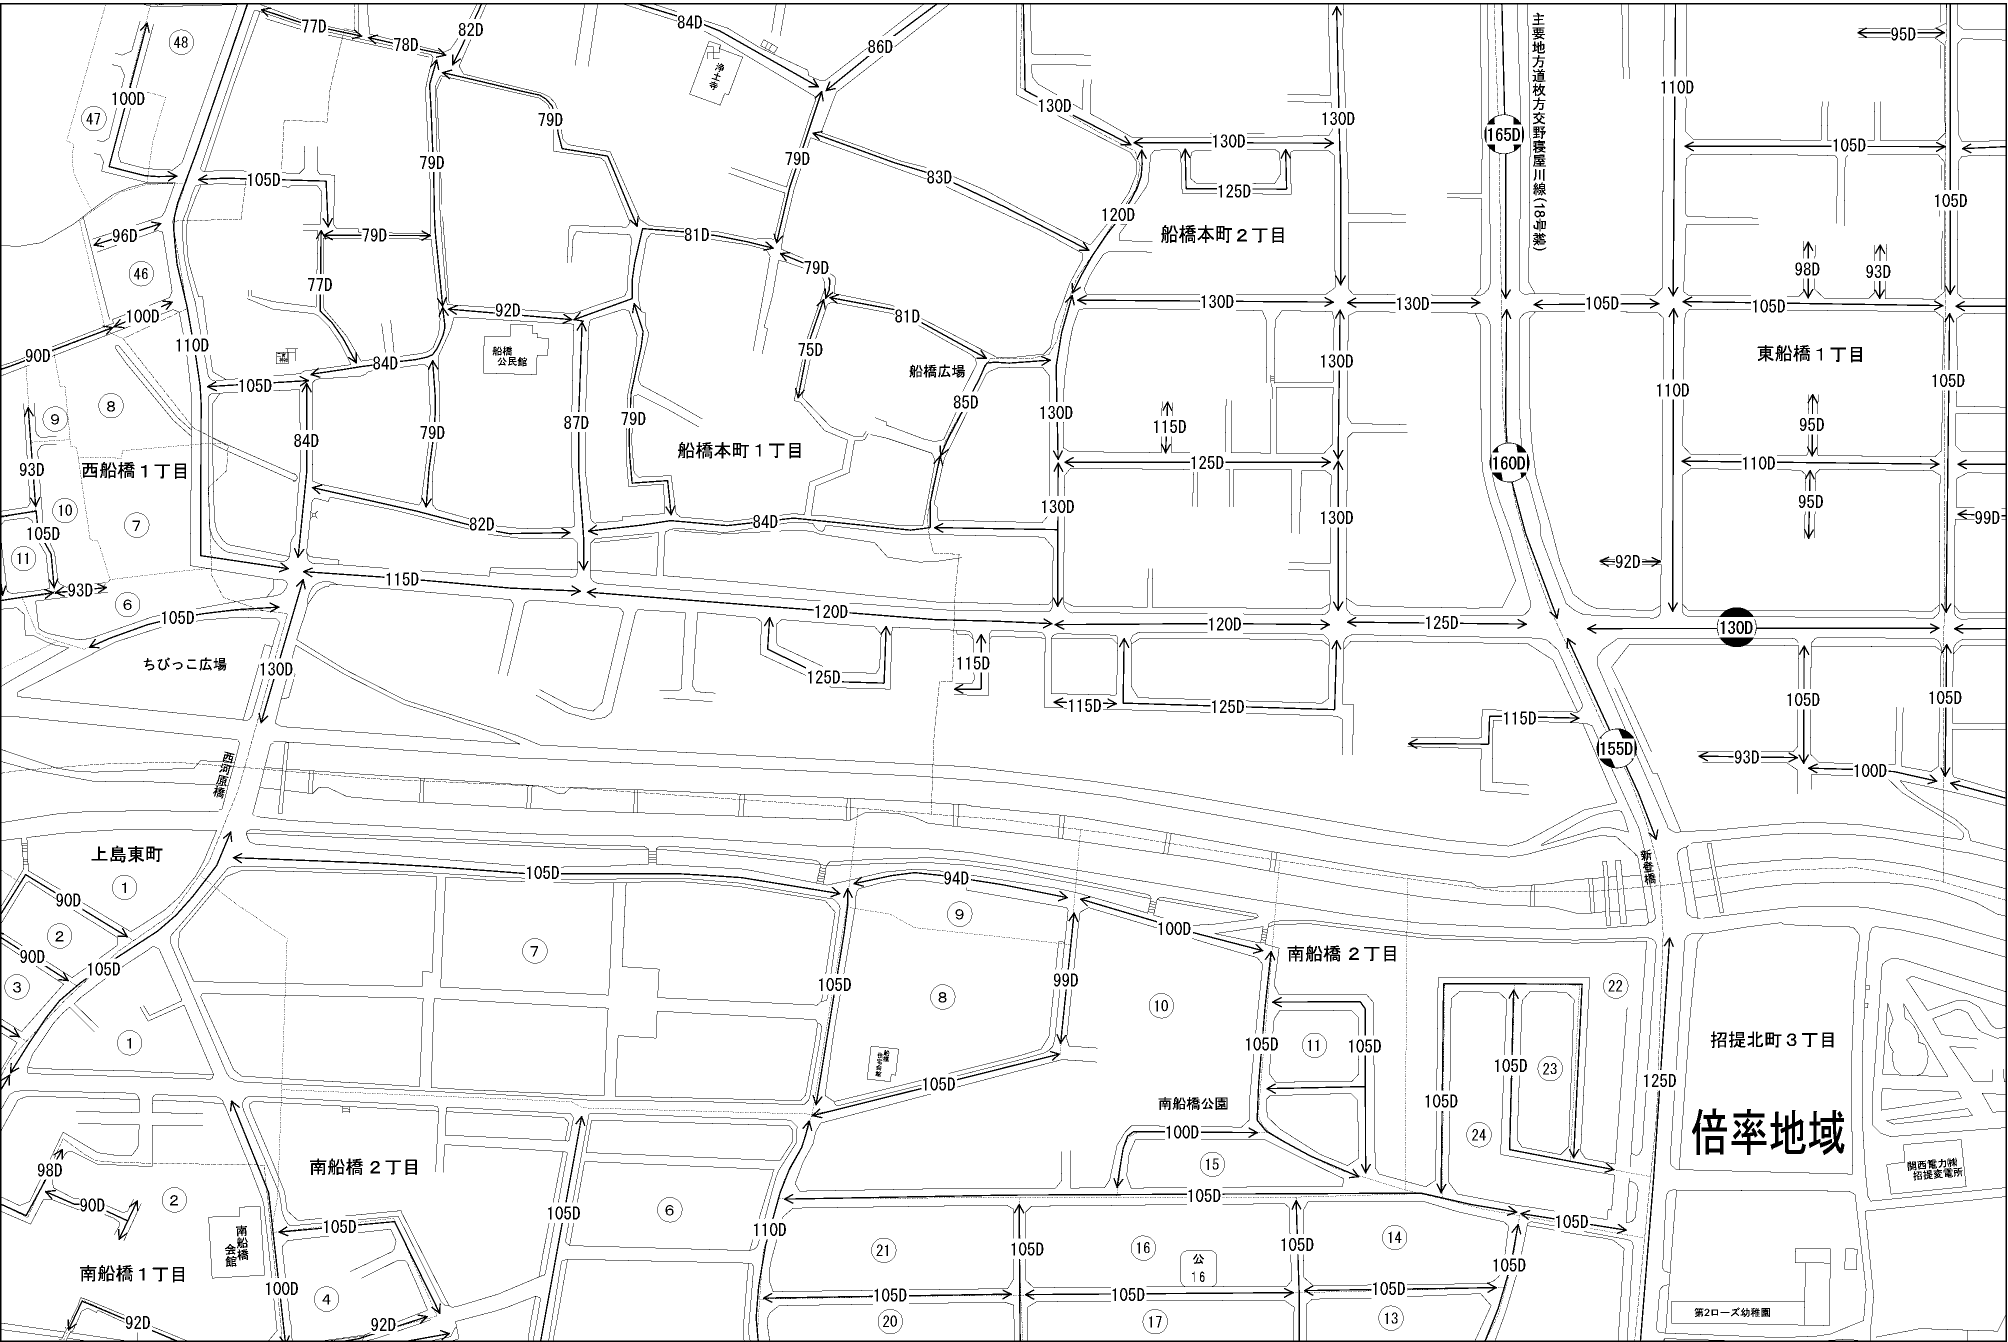 77D
78D
82D
84D
86D
95D
48
浄土寺
主要地方道枚方交野寝屋川線(18号線)
100D
47
130D
110D
79D
130D
165D
130D
105D
79D
79D
83D
105D
125D
105D
96D
120D
船橋本町2丁目
79D
81D
46
77D
79D
98D
93D
100D
92D
81D
130D
130D
105D
105D
110D
90D
船橋
公民館
75D
130D
東船橋1丁目
105D
84D
船橋広場
105D
110D
8
85D
9
87D
79D
130D
115D
95D
84D
79D
船橋本町1丁目
93D
西船橋1丁目
125D
160D
110D
10
7
82D
84D
130D
130D
95D
99D
105D
11
92D
115D
93D
6
105D
120D
120D
125D
130D
ちびっこ広場
130D
125D
115D
115D
125D
115D
105D
105D
西河原橋
155D
93D
100D
上島東町
新登橋
1
105D
94D
90D
9
2
100D
90D
105D
7
南船橋2丁目
3
105D
99D
8
10
22
1
105D
11
105D
招提北町3丁目
船橋
住宅会館
105D
105D
23
125D
南船橋公園
105D
100D
24
倍率地域
98D
南船橋2丁目
15
関西電力㈱
招提変電所
90D
2
105D
6
105D
105D
110D
105D
南船橋
会館
21
105D
16
105D
14
公
16
105D
南船橋1丁目
100D
4
105D
105D
105D
92D
92D
20
17
13
第2ローズ幼稚園